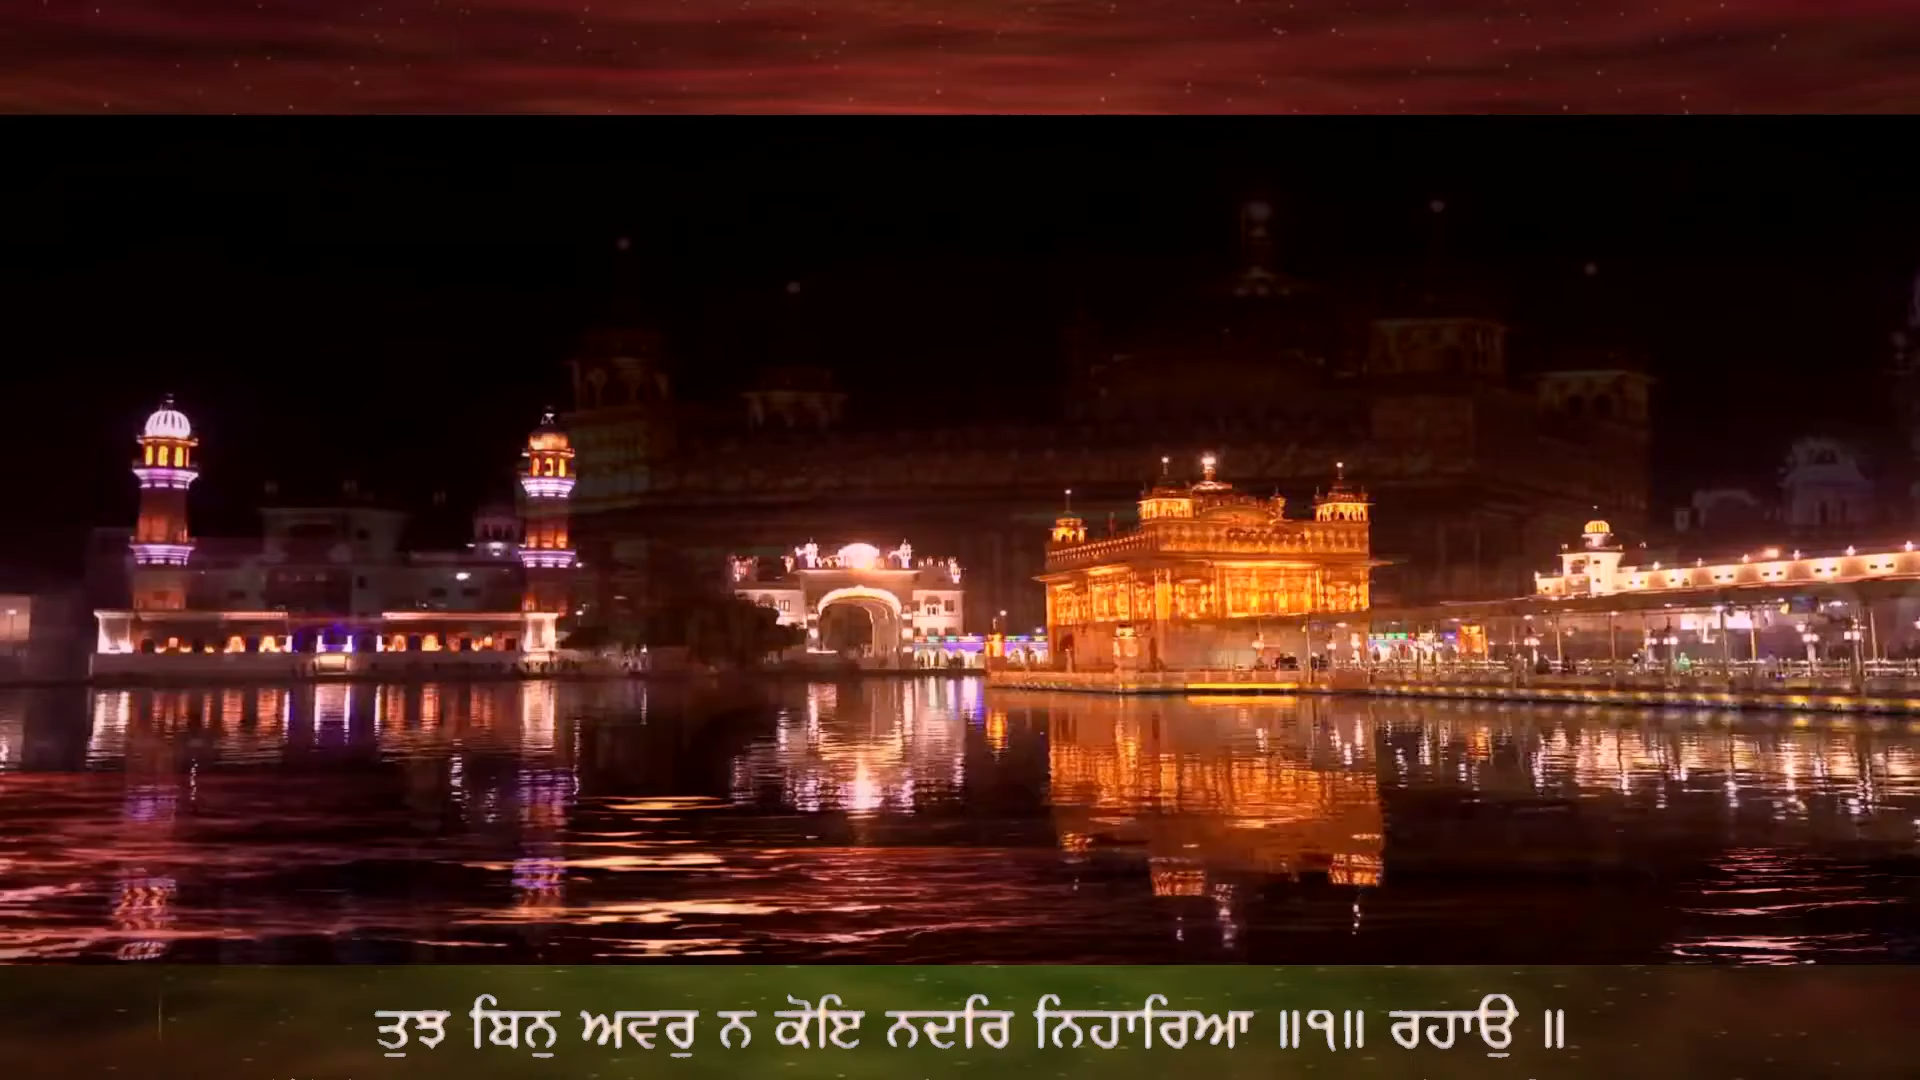 ਤੁਝ ਬਿਨੁ ਅਵਰੁ ਨ ਕੋਇ ਨਦਰਿ ਨਿਹਾਰਿਆ ॥੧॥ ਰਹਾਉ ॥